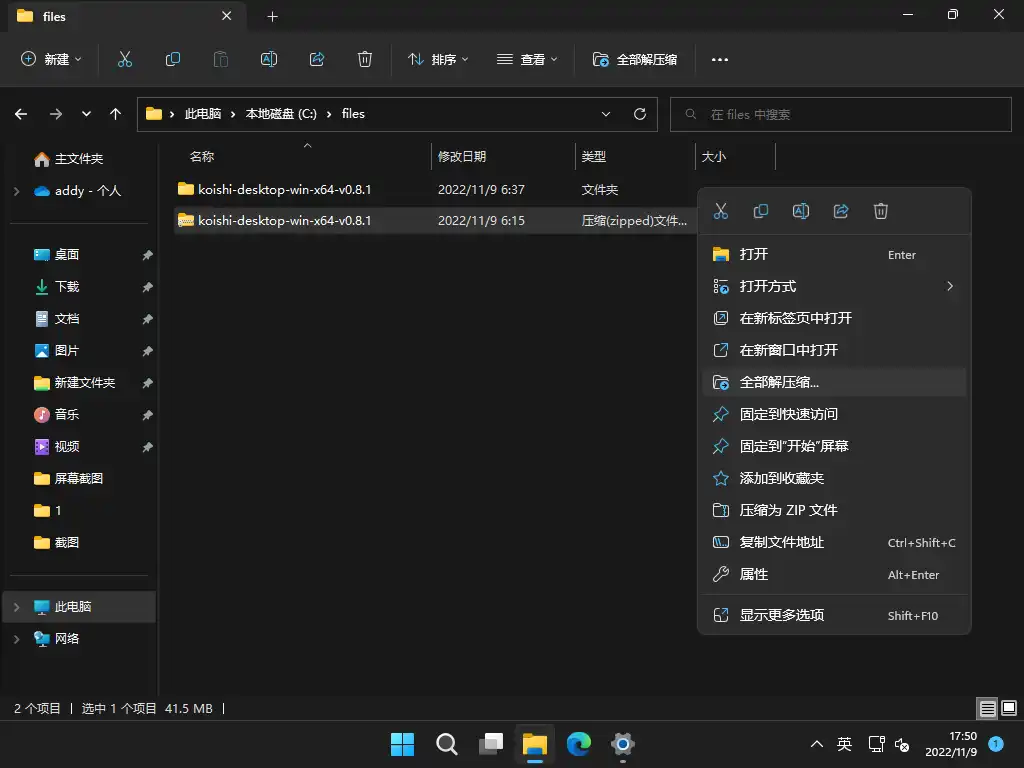 files
新建
排序
查看
全部解压缩
此电脑
本地磁盘 (C:)
files
在 files 中搜索
名称
修改日期
类型
大小
koishi-desktop-win-x64-v0.8.1
2022/11/9 6:37
文件夹
koishi-desktop-win-x64-v0.8.1
2022/11/9 6:15
压缩(zipped)文件...
主文件夹
addy - 个人
桌面
下载
文档
图片
新建文件夹
音乐
视频
屏幕截图
1
截图
此电脑
网络
打开 Enter
打开方式
在新标签页中打开
在新窗口中打开
全部解压缩...
固定到快速访问
固定到"开始"屏幕
添加到收藏夹
压缩为 ZIP 文件
复制文件地址 Ctrl+Shift+C
属性 Alt+Enter
显示更多选项 Shift+F10
2 个项目
选中 1 个项目 41.5 MB
英
17:50
2022/11/9
1